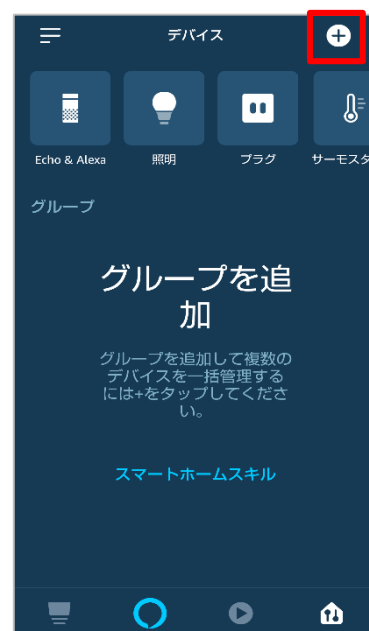 デバイス
Echo & Alexa 照明 プラグ サーモスタ
グループ
グループを追
加
グループを追加して複数の
デバイスを一括管理する
には+をタップしてくださ
い。
スマートホームスキル